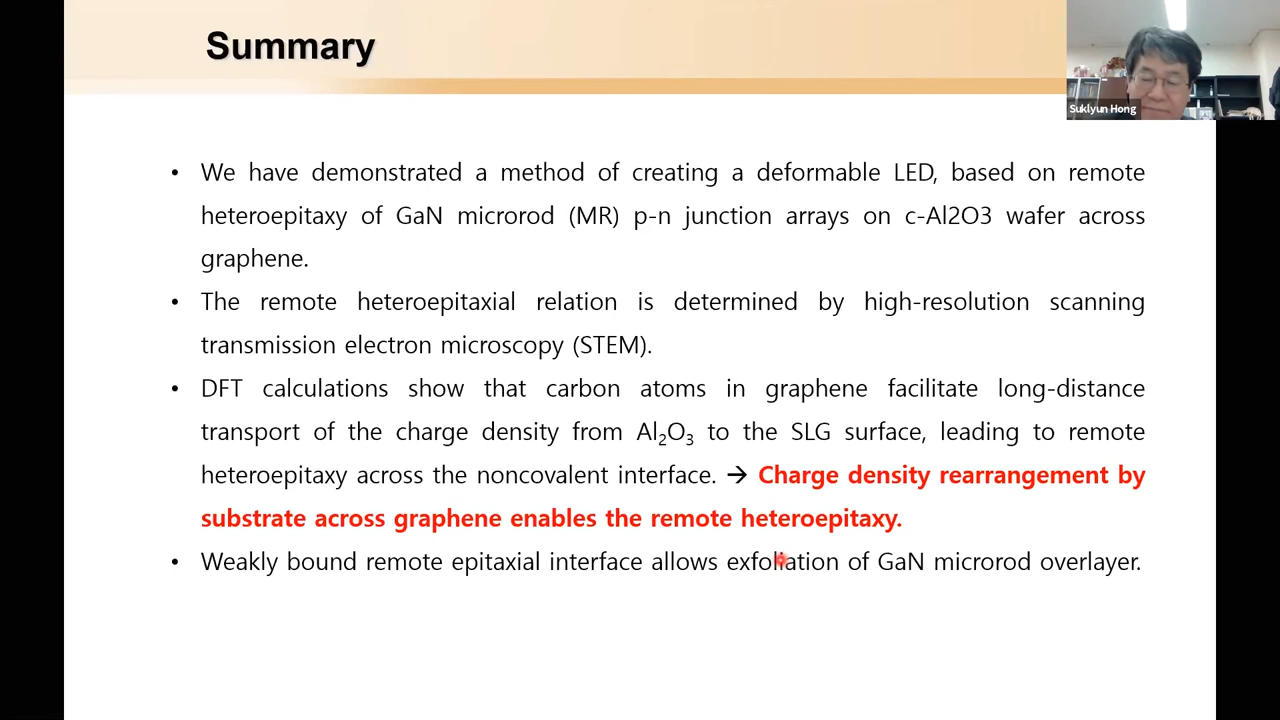 Summary
Suklyun Hong
• We have demonstrated a method of creating a deformable LED, based on remote
heteroepitaxy of GaN microrod (MR) p-n junction arrays on c-Al2O3 wafer across
graphene.
• The remote heteroepitaxial relation is determined by high-resolution scanning
transmission electron microscopy (STEM).
• DFT calculations show that carbon atoms in graphene facilitate long-distance
transport of the charge density from Al₂O₃ to the SLG surface, leading to remote
heteroepitaxy across the noncovalent interface. → Charge density rearrangement by
substrate across graphene enables the remote heteroepitaxy.
• Weakly bound remote epitaxial interface allows exfoliation of GaN microrod overlayer.